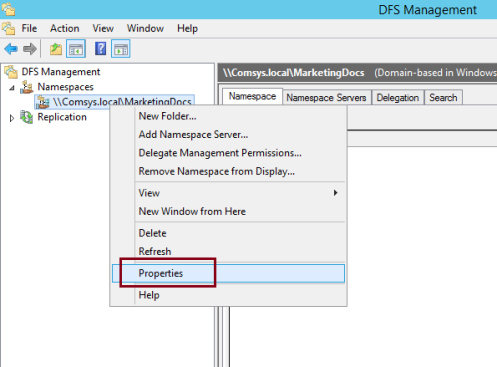 DFS Management
File Action View Window Help
DFS Management
Namespaces
\\Comsys.local\MarketingDocs
Replication
\\Comsys.local\MarketingDocs (Domain-based in Windows
Namespace Namespace Servers Delegation Search
New Folder...
Add Namespace Server...
Delegate Management Permissions...
Remove Namespace from Display...
View
New Window from Here
Delete
Refresh
Properties
Help